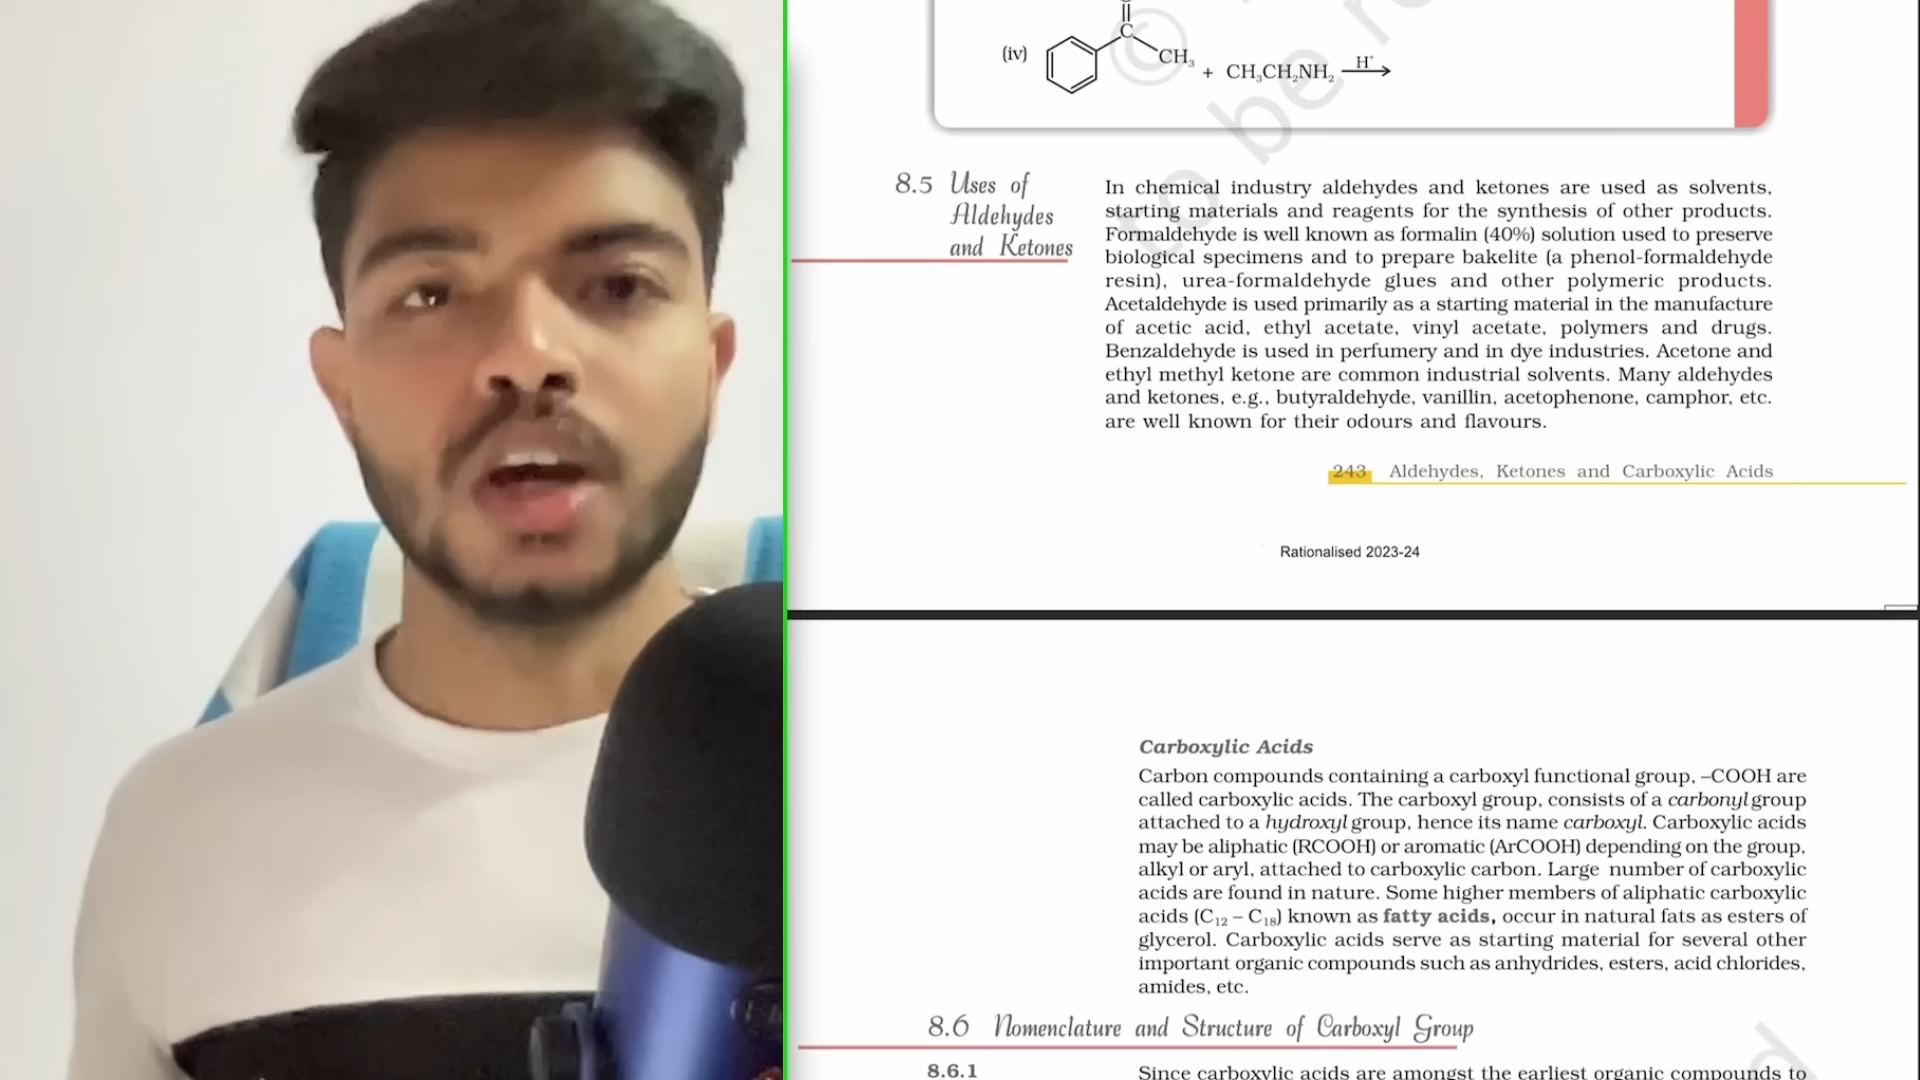 O
C
(iv)
CH₃
+ CH₃CH₂NH₂ H⁺
©
to be re
8.5 Uses of
Aldehydes
and Ketones
In chemical industry aldehydes and ketones are used as solvents,
starting materials and reagents for the synthesis of other products.
Formaldehyde is well known as formalin (40%) solution used to preserve
biological specimens and to prepare bakelite (a phenol-formaldehyde
resin), urea-formaldehyde glues and other polymeric products.
Acetaldehyde is used primarily as a starting material in the manufacture
of acetic acid, ethyl acetate, vinyl acetate, polymers and drugs.
Benzaldehyde is used in perfumery and in dye industries. Acetone and
ethyl methyl ketone are common industrial solvents. Many aldehydes
and ketones, e.g., butyraldehyde, vanillin, acetophenone, camphor, etc.
are well known for their odours and flavours.
243 Aldehydes, Ketones and Carboxylic Acids
Rationalised 2023-24
Carboxylic Acids
Carbon compounds containing a carboxyl functional group, –COOH are
called carboxylic acids. The carboxyl group, consists of a carbonyl group
attached to a hydroxyl group, hence its name carboxyl. Carboxylic acids
may be aliphatic (RCOOH) or aromatic (ArCOOH) depending on the group,
alkyl or aryl, attached to carboxylic carbon. Large number of carboxylic
acids are found in nature. Some higher members of aliphatic carboxylic
acids (C₁₂ – C₁₈) known as fatty acids, occur in natural fats as esters of
glycerol. Carboxylic acids serve as starting material for several other
important organic compounds such as anhydrides, esters, acid chlorides,
amides, etc.
8.6 Nomenclature and Structure of Carboxyl Group
8.6.1
Since carboxylic acids are amongst the earliest organic compounds to